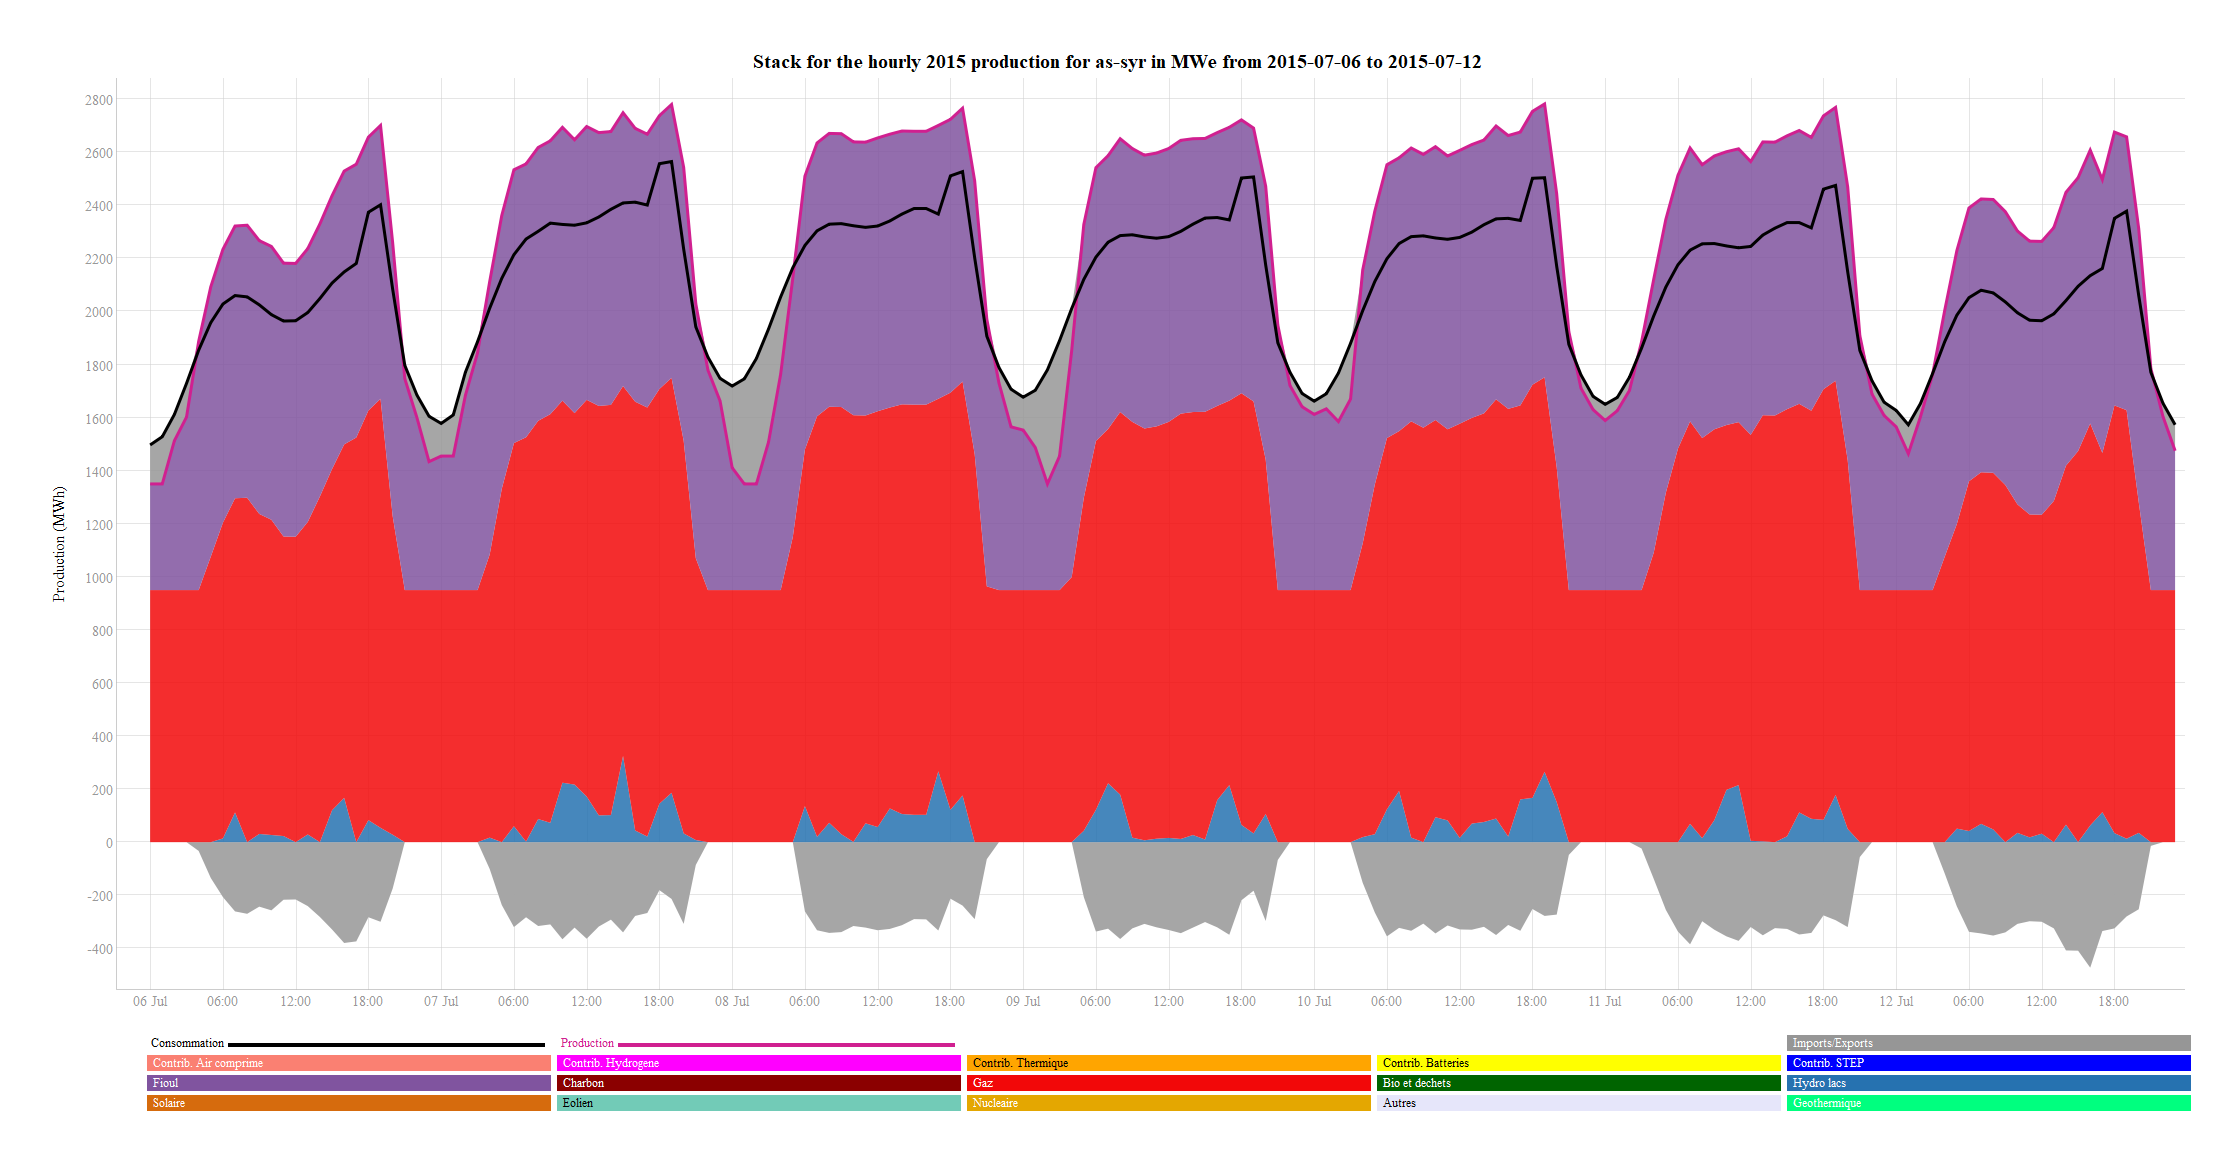 Stack for the hourly 2015 production for as-syr in MWe from 2015-07-06 to 2015-07-12
2800
2600
2400
2200
2000
1800
1600
1400
1200
1000
800
600
400
200
0
-200
-400
Production (MWh)
06 Jul 06:00 12:00 18:00 07 Jul 06:00 12:00 18:00 08 Jul 06:00 12:00 18:00 09 Jul 06:00 12:00 18:00 10 Jul 06:00 12:00 18:00 11 Jul 06:00 12:00 18:00 12 Jul 06:00 12:00 18:00
Consommation Production Imports/Exports
Contrib. Air comprime Contrib. Hydrogene Contrib. Thermique Contrib. Batteries Contrib. STEP
Fioul Charbon Gaz Bio et dechets Hydro lacs
Solaire Eolien Nucleaire Autres Geothermique